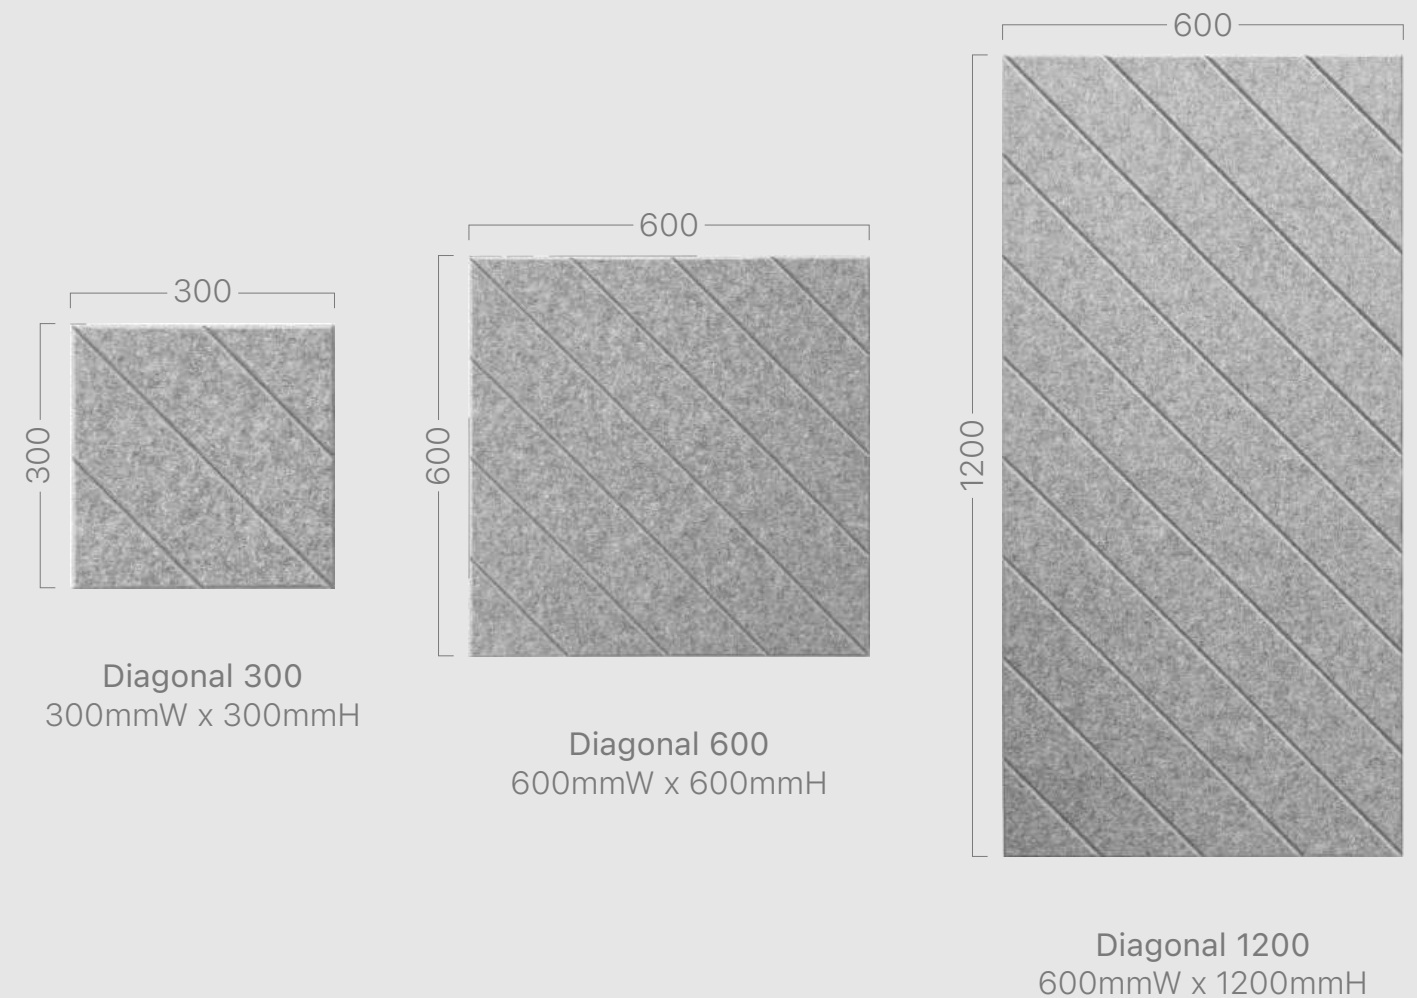 300
300
Diagonal 300
300mmW x 300mmH
600
600
Diagonal 600
600mmW x 600mmH
600
1200
Diagonal 1200
600mmW x 1200mmH